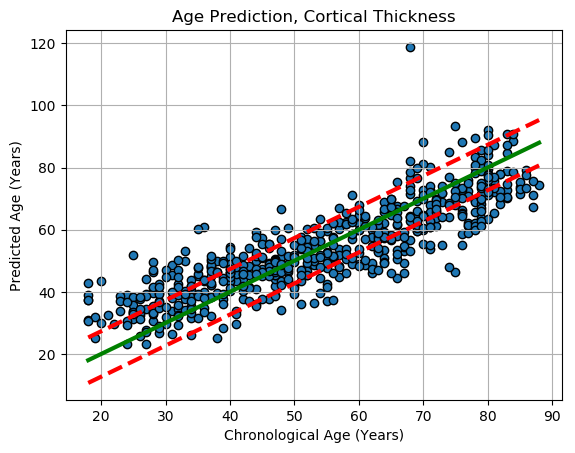 Age Prediction, Cortical Thickness
120
100
80
60
40
20
Predicted Age (Years)
20 30 40 50 60 70 80 90
Chronological Age (Years)